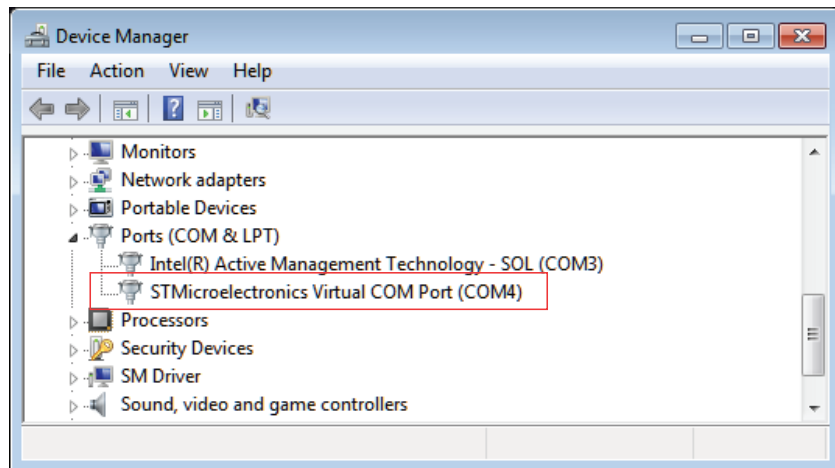 Device Manager
File Action View Help
Monitors
Network adapters
Portable Devices
Ports (COM & LPT)
Intel(R) Active Management Technology - SOL (COM3)
STMicroelectronics Virtual COM Port (COM4)
Processors
Security Devices
SM Driver
Sound, video and game controllers